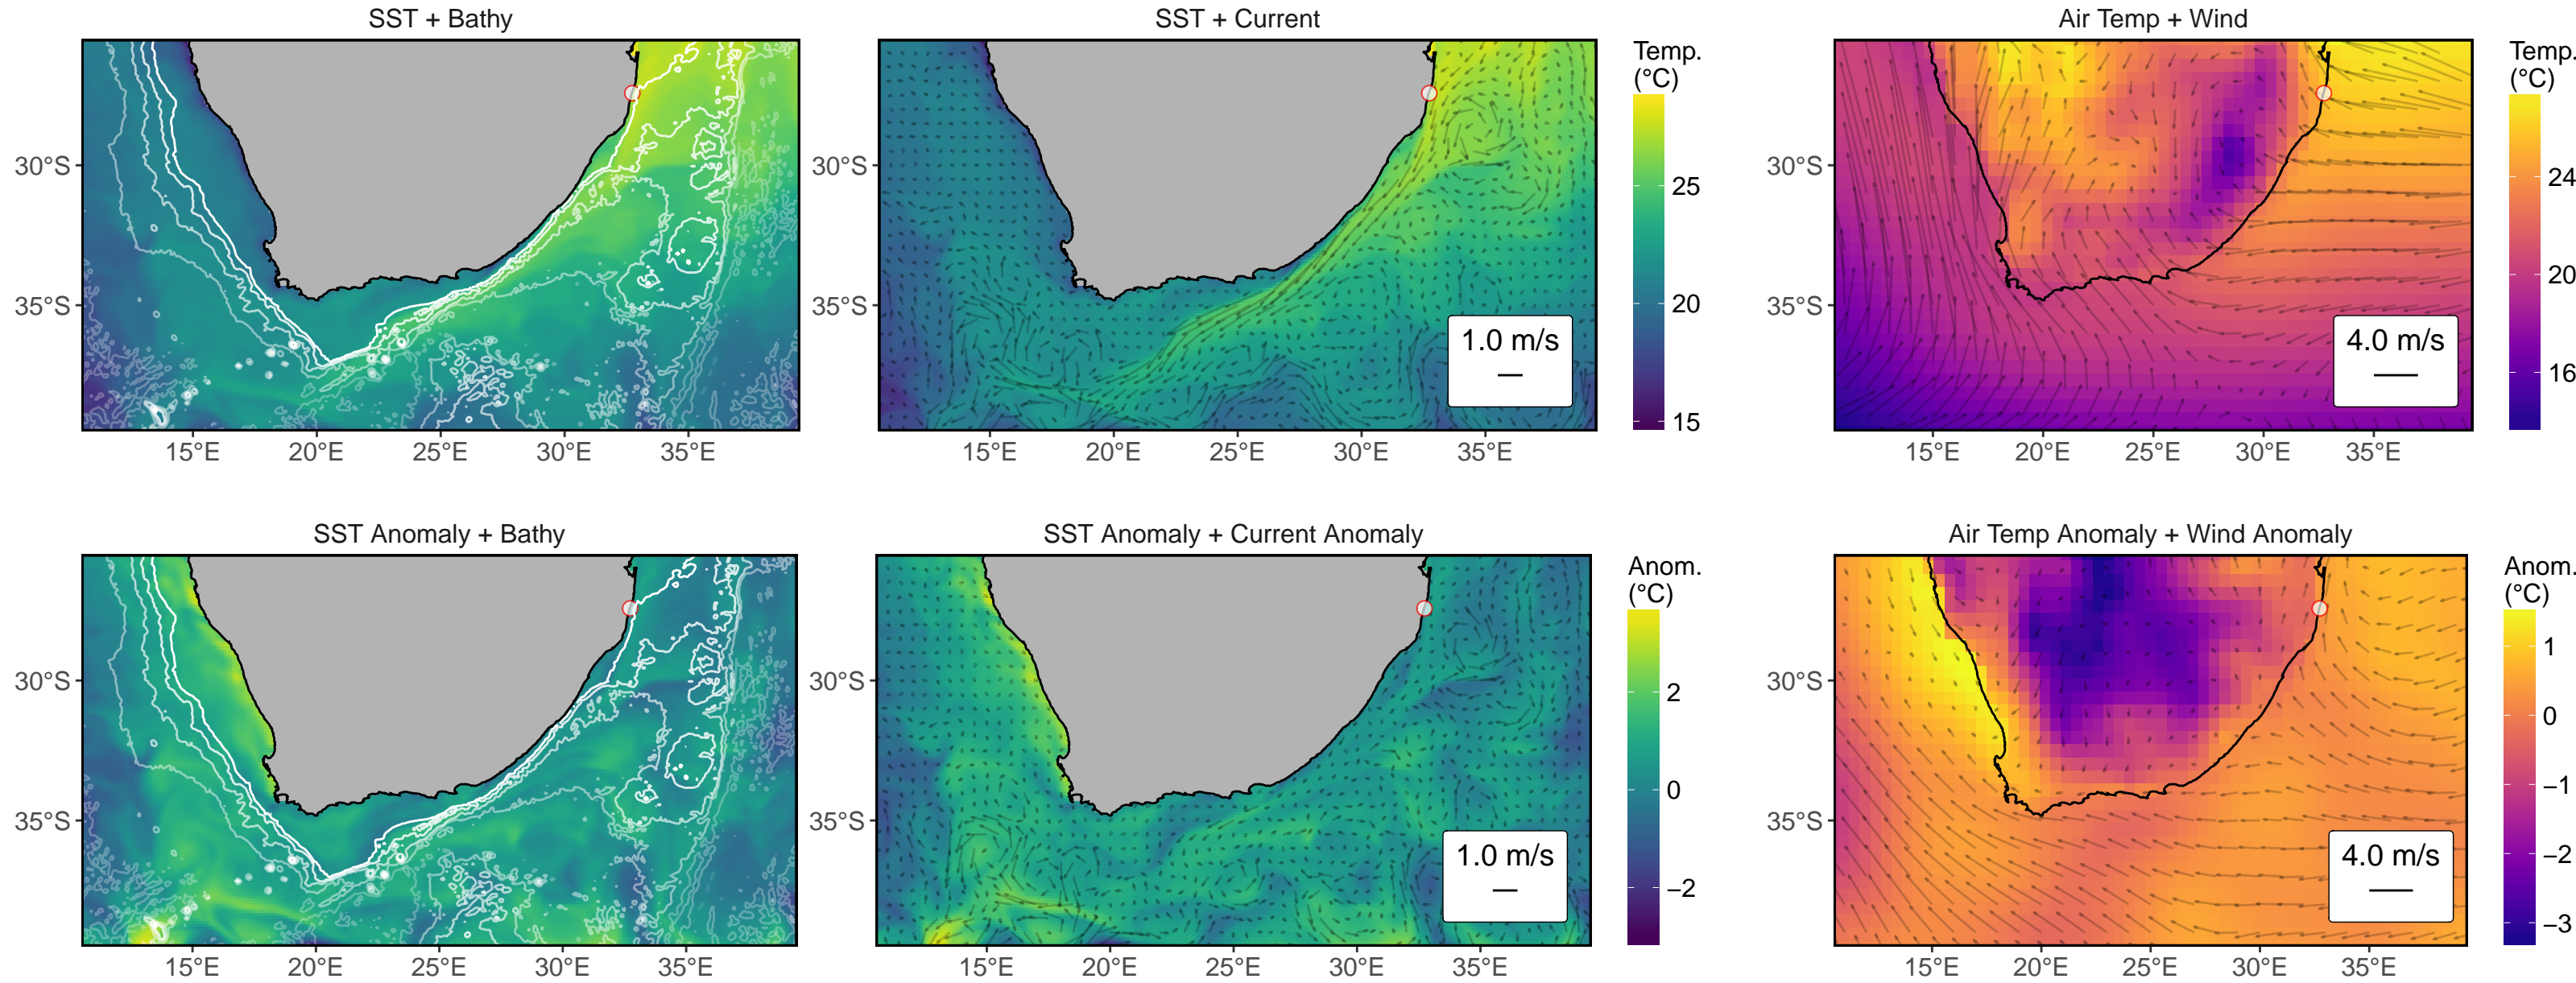 SST + Bathy
SST + Current
Air Temp + Wind
30°S
35°S
15°E
20°E
25°E
30°E
35°E
30°S
35°S
15°E
20°E
25°E
30°E
35°E
1.0 m/s
Temp.
(°C)
25
20
15
30°S
35°S
15°E
20°E
25°E
30°E
35°E
4.0 m/s
Temp.
(°C)
24
20
16
SST Anomaly + Bathy
SST Anomaly + Current Anomaly
Air Temp Anomaly + Wind Anomaly
30°S
35°S
15°E
20°E
25°E
30°E
35°E
30°S
35°S
15°E
20°E
25°E
30°E
35°E
1.0 m/s
Anom.
(°C)
2
0
−2
30°S
35°S
15°E
20°E
25°E
30°E
35°E
4.0 m/s
Anom.
(°C)
1
0
−1
−2
−3